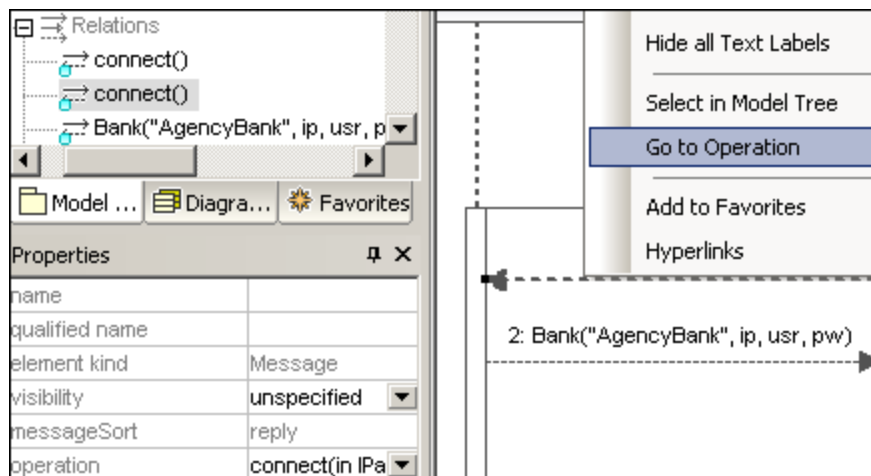 Relations
connect()
connect()
Bank("AgencyBank", ip, usr, p
Model ...
Diagra...
Favorites
Properties
name
qualified name
element kind Message
visibility unspecified
messageSort reply
operation connect(in IPa
Hide all Text Labels
Select in Model Tree
Go to Operation
Add to Favorites
Hyperlinks
2: Bank("AgencyBank", ip, usr, pw)